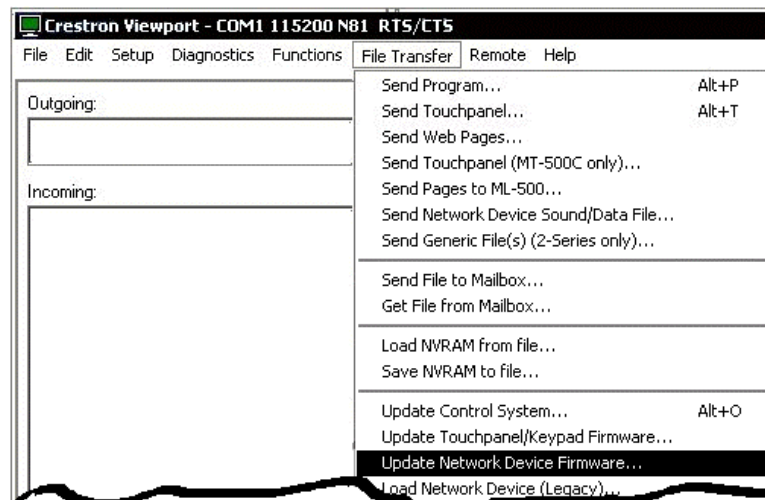 Crestron Viewport - COM1 115200 N81 RTS/CTS
File Edit Setup Diagnostics Functions File Transfer Remote Help
Outgoing:
Incoming:
Send Program... Alt+P
Send Touchpanel... Alt+T
Send Web Pages...
Send Touchpanel (MT-500C only)...
Send Pages to ML-500...
Send Network Device Sound/Data File...
Send Generic File(s) (2-Series only)...
Send File to Mailbox...
Get File from Mailbox...
Load NVRAM from file...
Save NVRAM to file...
Update Control System... Alt+O
Update Touchpanel/Keypad Firmware...
Update Network Device Firmware...
Load Network Device (Legacy)...